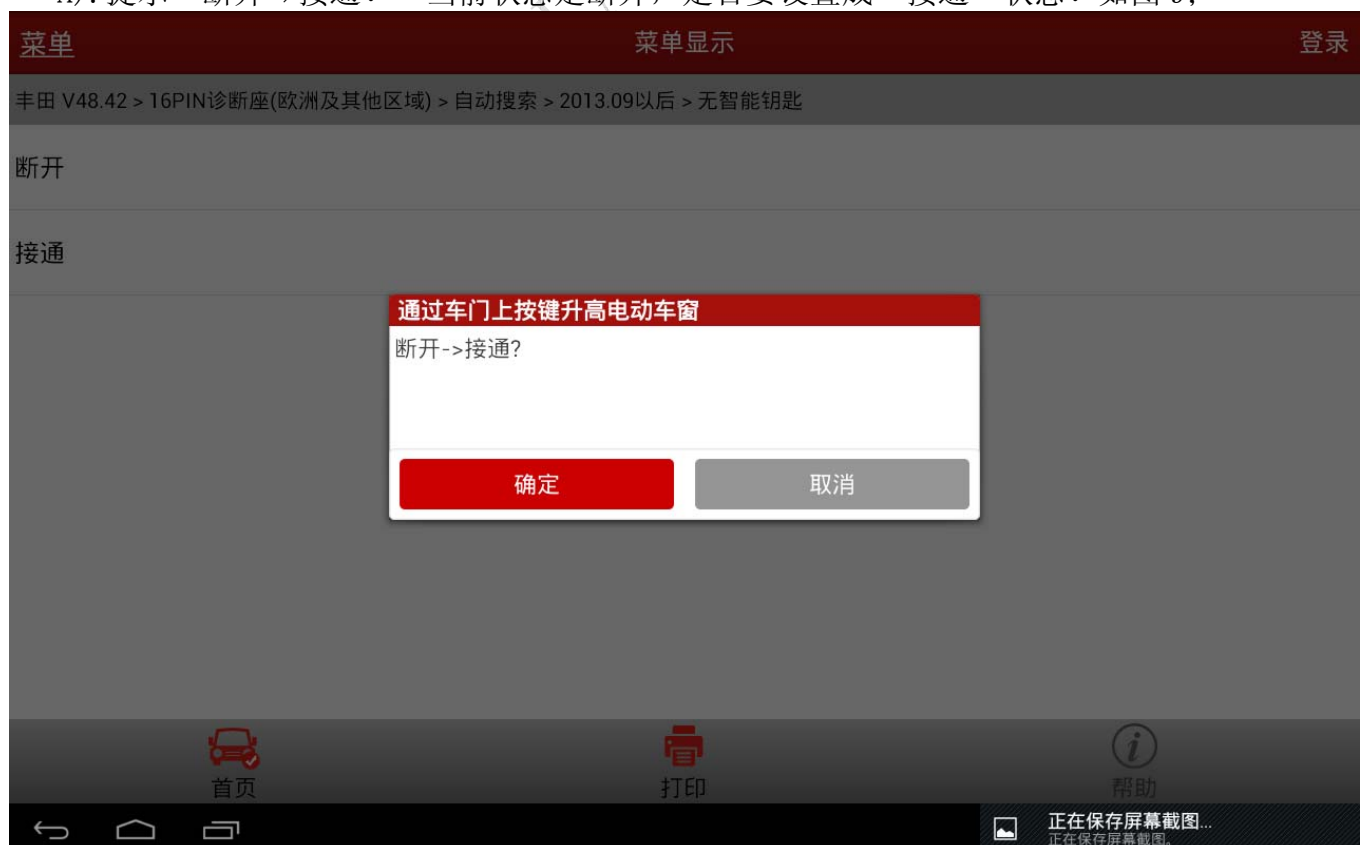 菜单
菜单显示
登录
丰田 V48.42 > 16PIN诊断座(欧洲及其他区域) > 自动搜索 > 2013.09以后 > 无智能钥匙
断开
接通
通过车门上按键升高电动车窗
断开->接通?
确定
取消
首页
打印
帮助
正在保存屏幕截图...
正在保存屏幕截图。